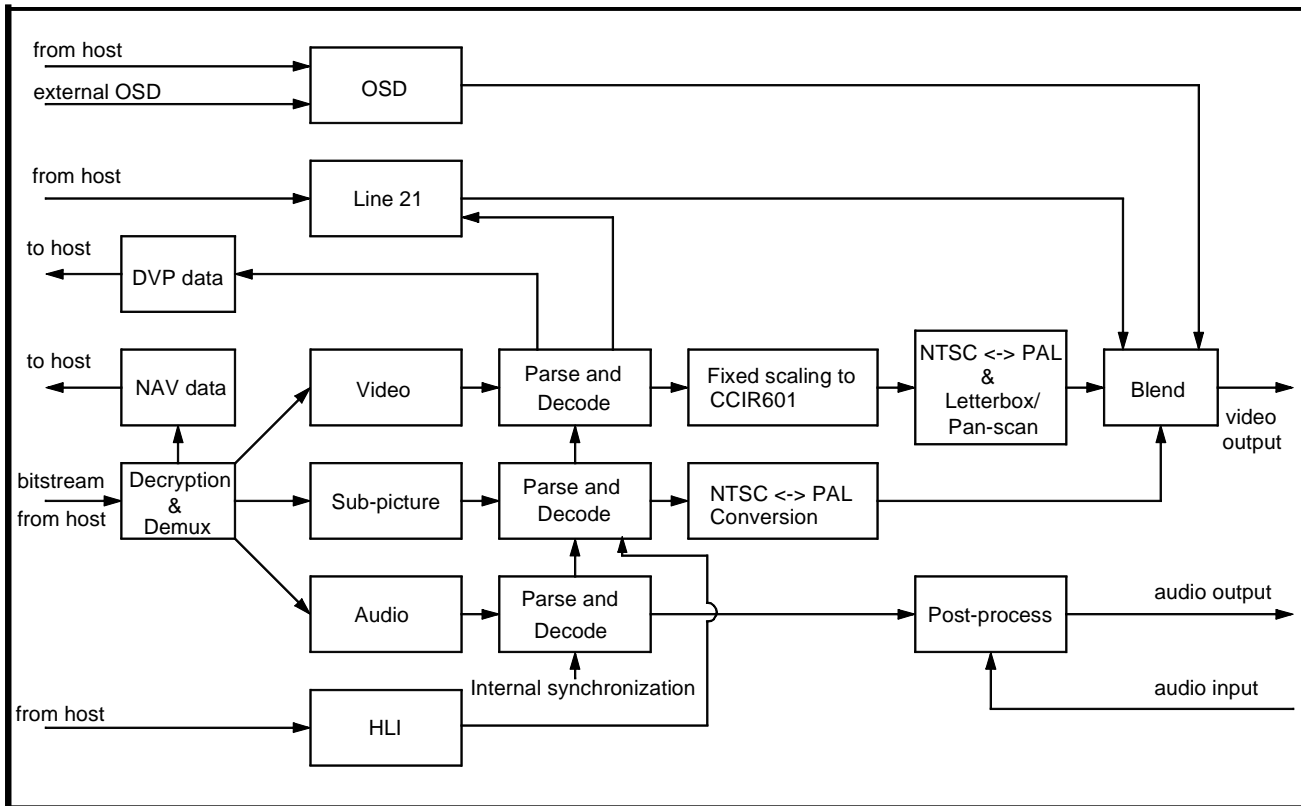 from host
external OSD
OSD
from host
Line 21
to host
DVP data
to host
NAV data
Video
Parse and
Decode
Fixed scaling to
CCIR601
NTSC <-> PAL
&
Letterbox/
Pan-scan
Blend
video
output
bitstream
from host
Decryption
&
Demux
Sub-picture
Parse and
Decode
NTSC <-> PAL
Conversion
Audio
Parse and
Decode
Post-process
audio output
Internal synchronization
audio input
from host
HLI